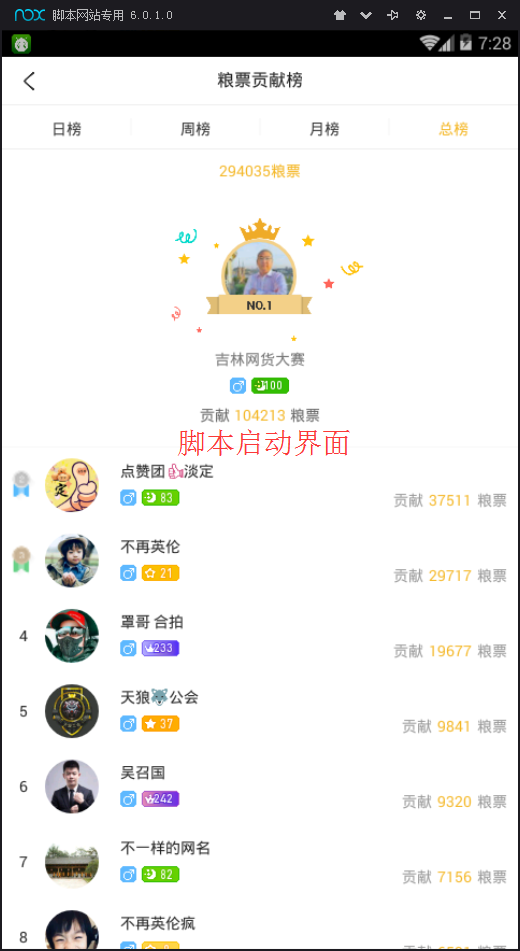 nox 脚本网站专用 6.0.1.0
7:28
粮票贡献榜
日榜 周榜 月榜 总榜
294035粮票
NO.1
吉林网货大赛
100
贡献 104213 粮票
脚本启动界面
2 点赞团👍淡定
定
83
贡献 37511 粮票
3 不再英伦
21
贡献 29717 粮票
4 罩哥 合拍
233
贡献 19677 粮票
5 天狼🐺公会
37
贡献 9841 粮票
6 吴召国
242
贡献 9320 粮票
7 不一样的网名
82
贡献 7156 粮票
8 不再英伦疯